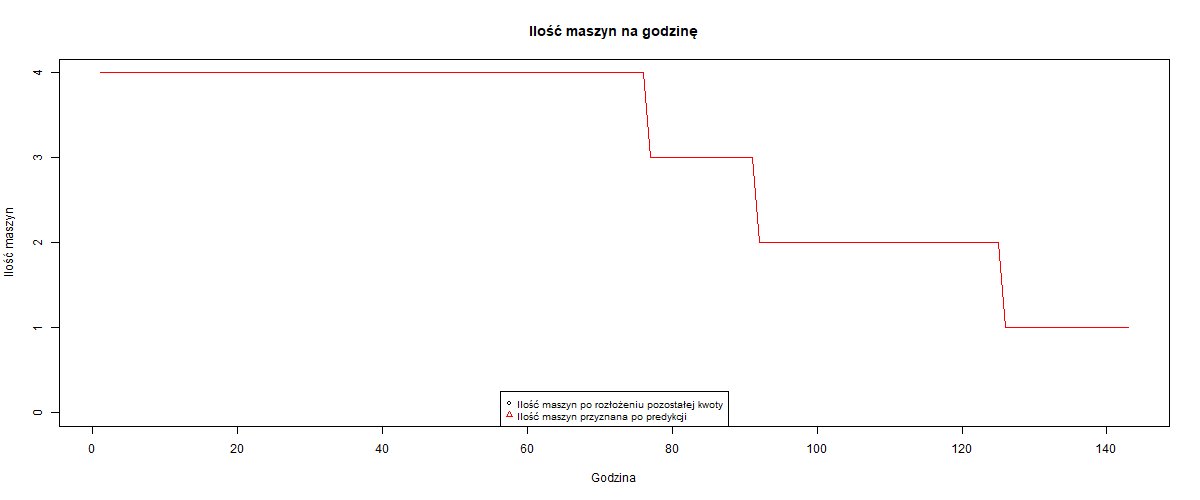 Ilość maszyn na godzinę
Ilość maszyn
4
3
2
1
0
Ilość maszyn po rozłożeniu pozostałej kwoty
Ilość maszyn przyznana po predykcji
0 20 40 60 80 100 120 140
Godzina